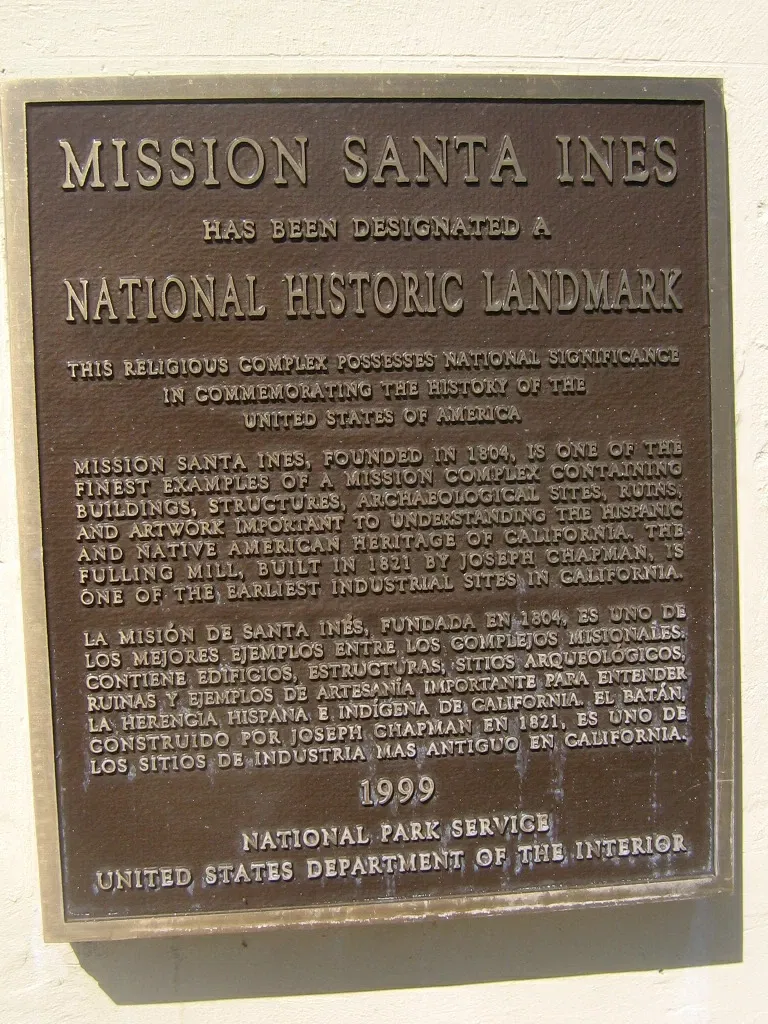 MISSION SANTA INES
HAS BEEN DESIGNATED A
NATIONAL HISTORIC LANDMARK
THIS RELIGIOUS COMPLEX POSSESSES NATIONAL SIGNIFICANCE
IN COMMEMORATING THE HISTORY OF THE
UNITED STATES OF AMERICA
MISSION SANTA INES, FOUNDED IN 1804, IS ONE OF THE
FINEST EXAMPLES OF A MISSION COMPLEX CONTAINING
BUILDINGS, STRUCTURES, ARCHAEOLOGICAL SITES, RUINS,
AND ARTWORK IMPORTANT TO UNDERSTANDING THE HISPANIC
AND NATIVE AMERICAN HERITAGE OF CALIFORNIA. THE
FULLING MILL, BUILT IN 1821 BY JOSEPH CHAPMAN, IS
ONE OF THE EARLIEST INDUSTRIAL SITES IN CALIFORNIA.
LA MISIÓN DE SANTA INÉS, FUNDADA EN 1804, ES UNO DE
LOS MEJORES EJEMPLOS ENTRE LOS COMPLEJOS MISIONALES.
CONTIENE EDIFICIOS, ESTRUCTURAS, SITIOS ARQUEOLÓGICOS,
RUINAS Y EJEMPLOS DE ARTESANÍA IMPORTANTE PARA ENTENDER
LA HERENCIA HISPANA E INDÍGENA DE CALIFORNIA. EL BATÁN,
CONSTRUIDO POR JOSEPH CHAPMAN EN 1821, ES UNO DE
LOS SITIOS DE INDUSTRIA MAS ANTIGUO EN CALIFORNIA.
1999
NATIONAL PARK SERVICE
UNITED STATES DEPARTMENT OF THE INTERIOR